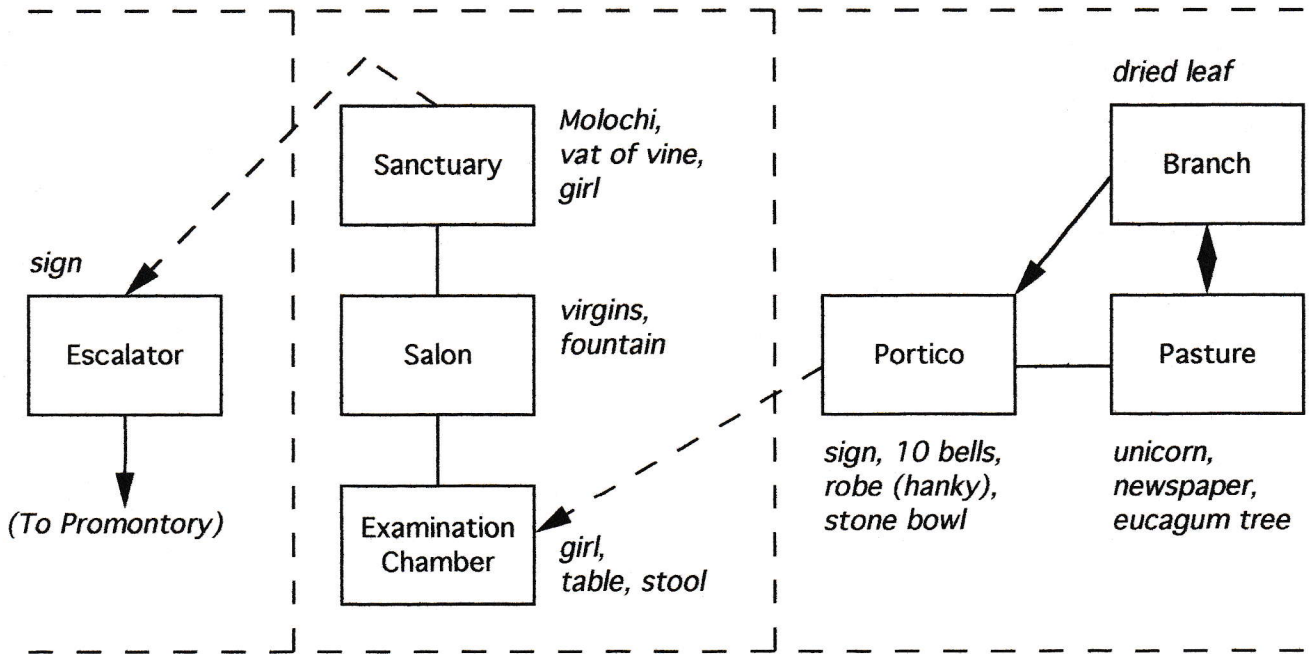 dried leaf
Branch
Molochi,
vat of vine,
girl
Sanctuary
sign
Escalator
(To Promontory)
virgins,
fountain
Salon
Examination
Chamber
girl,
table, stool
Portico
sign, 10 bells,
robe (hanky),
stone bowl
Pasture
unicorn,
newspaper,
eucagum tree